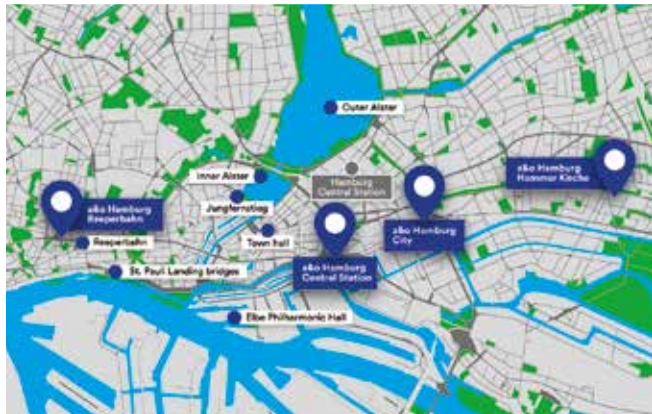 Outer Alster
Inner Alster
Hamburg
Central Station
a&o Hamburg
Hammer Kirche
Jungfernstieg
a&o Hamburg
Reeperbahn
a&o Hamburg
City
Town hall
Reeperbahn
a&o Hamburg
Central Station
St. Pauli Landing bridges
Elbe Philharmonic Hall